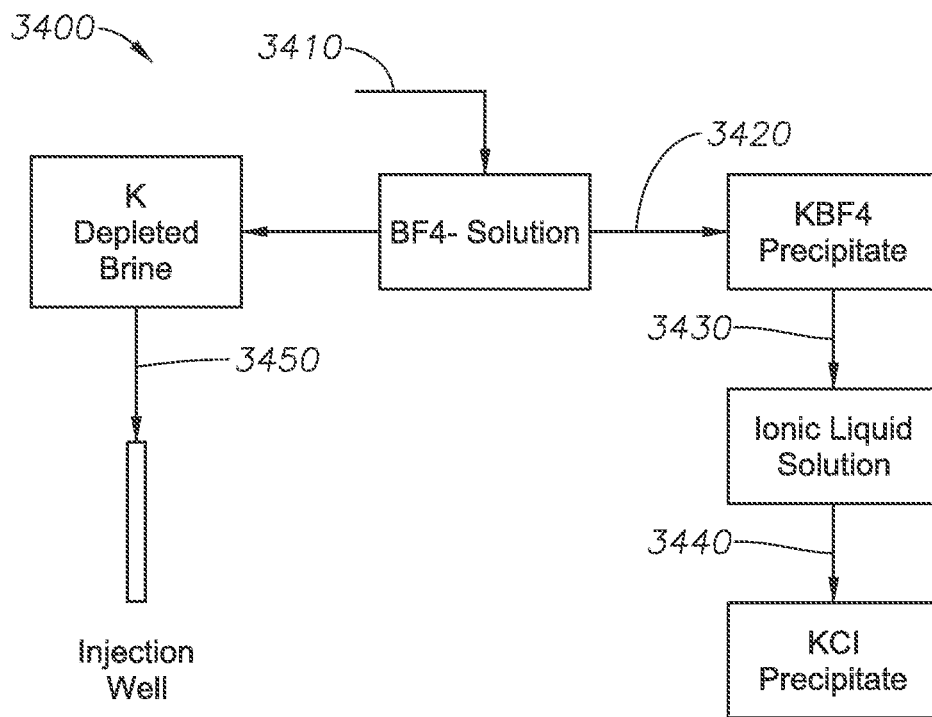 3400
3410
3420
K
Depleted
Brine
BF4- Solution
KBF4
Precipitate
3430
3450
Ionic Liquid
Solution
3440
Injection
Well
KCl
Precipitate